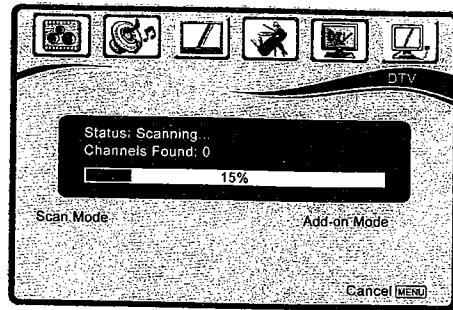 DTV
Status: Scanning...
Channels Found: 0
15%
Scan Mode Add-on Mode
Cancel MENU